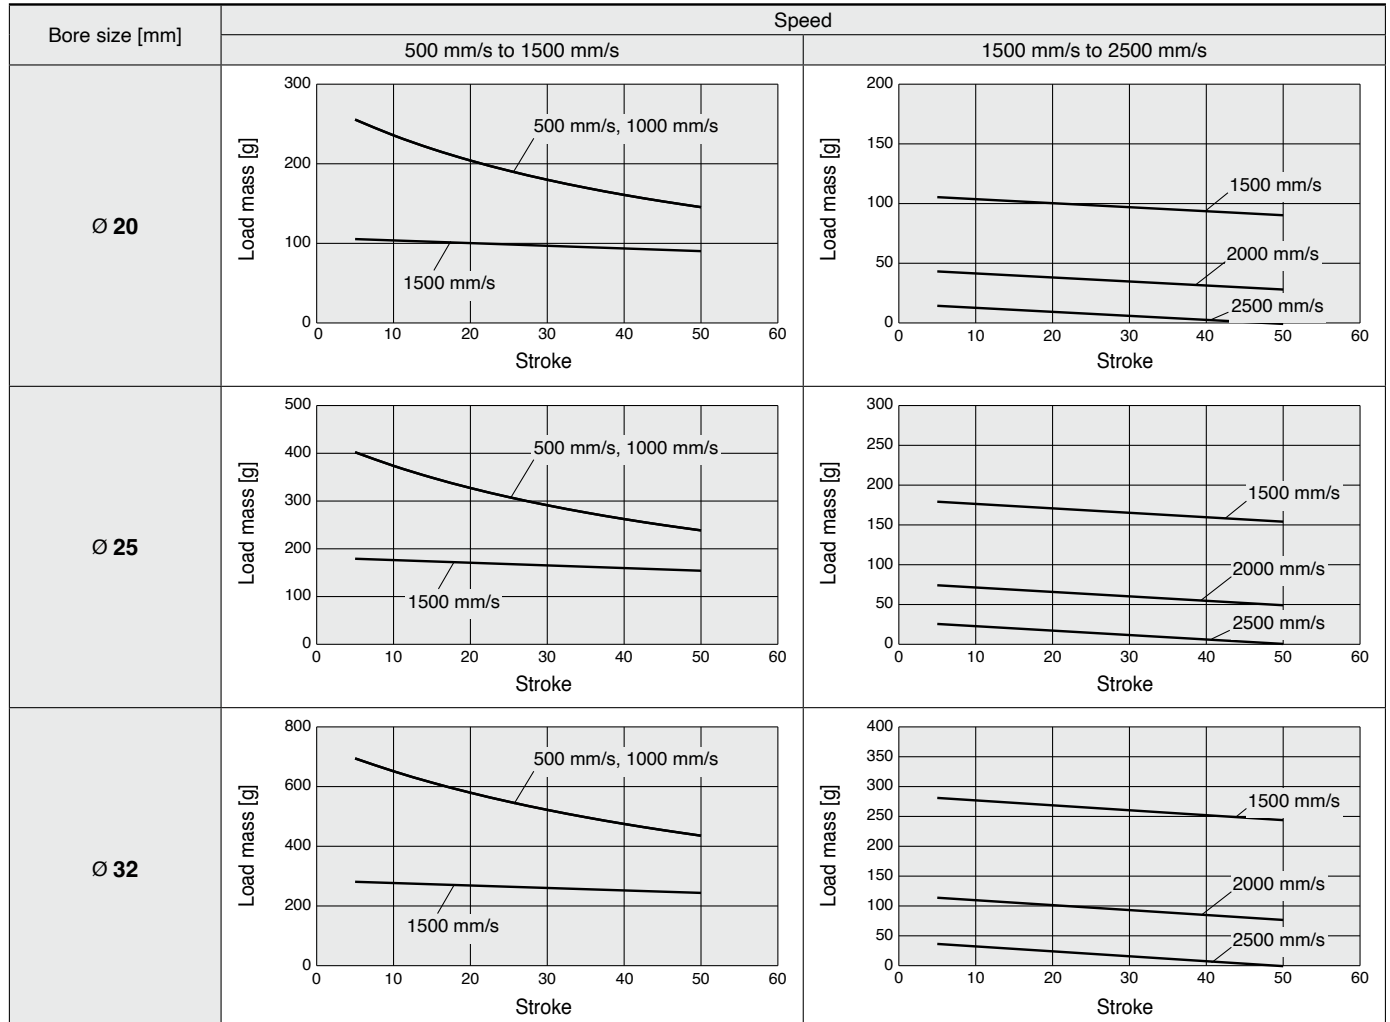 Bore size [mm]
Speed
500 mm/s to 1500 mm/s
1500 mm/s to 2500 mm/s
Ø 20
Load mass [g]
300
200
100
0
500 mm/s, 1000 mm/s
1500 mm/s
0 10 20 30 40 50 60
Stroke
Load mass [g]
200
150
100
50
0
1500 mm/s
2000 mm/s
2500 mm/s
0 10 20 30 40 50 60
Stroke
Ø 25
Load mass [g]
500
400
300
200
100
0
500 mm/s, 1000 mm/s
1500 mm/s
0 10 20 30 40 50 60
Stroke
Load mass [g]
300
250
200
150
100
50
0
1500 mm/s
2000 mm/s
2500 mm/s
0 10 20 30 40 50 60
Stroke
Ø 32
Load mass [g]
800
600
400
200
0
500 mm/s, 1000 mm/s
1500 mm/s
0 10 20 30 40 50 60
Stroke
Load mass [g]
400
350
300
250
200
150
100
50
0
1500 mm/s
2000 mm/s
2500 mm/s
0 10 20 30 40 50 60
Stroke